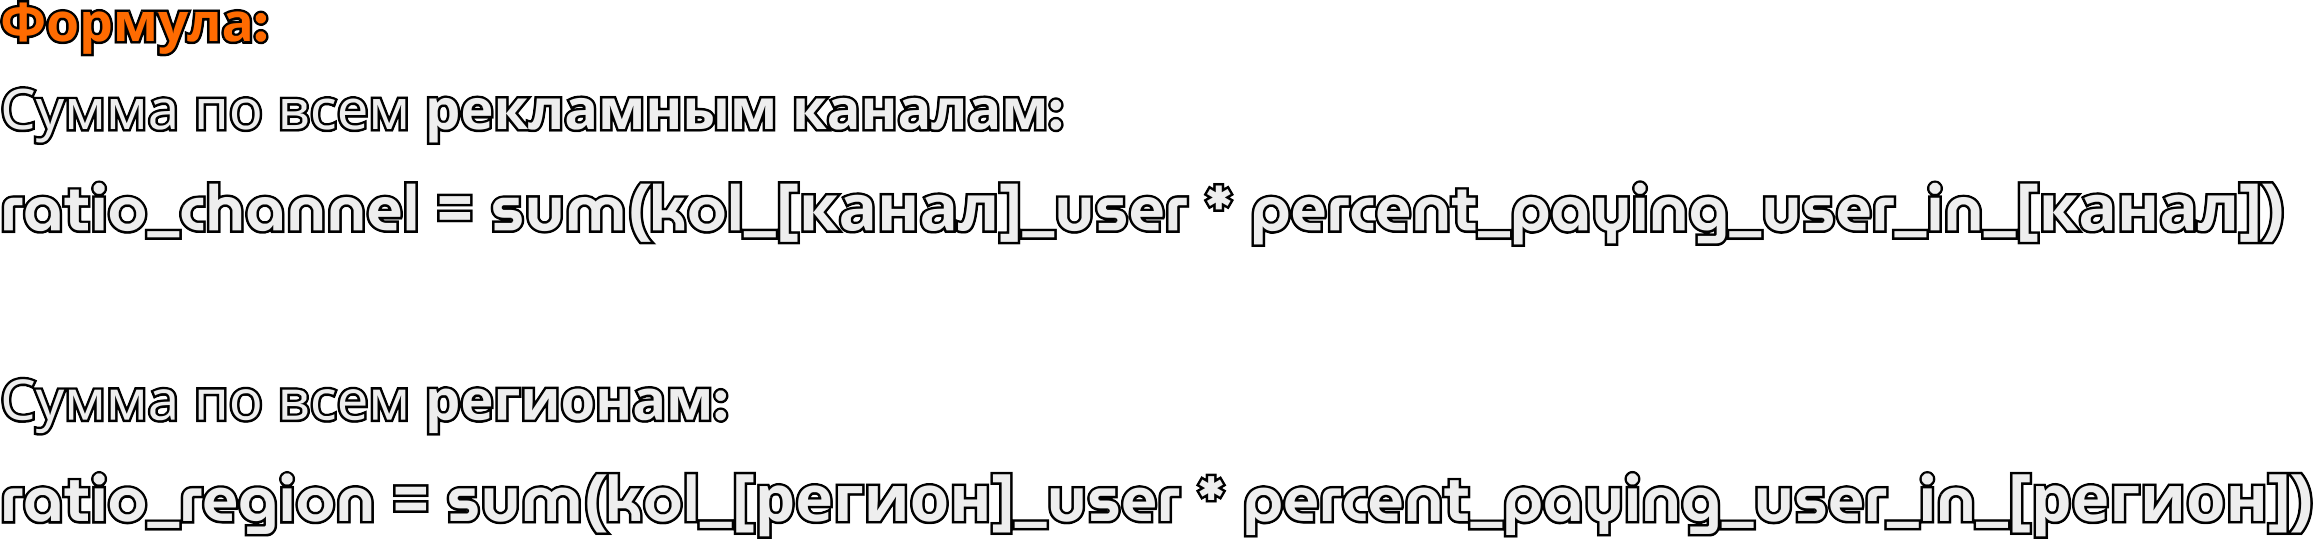 Формула:
Сумма по всем рекламным каналам:
ratio_channel = sum(kol_[канал]_user * percent_paying_user_in_[канал])
Сумма по всем регионам:
ratio_region = sum(kol_[регион]_user * percent_paying_user_in_[регион])